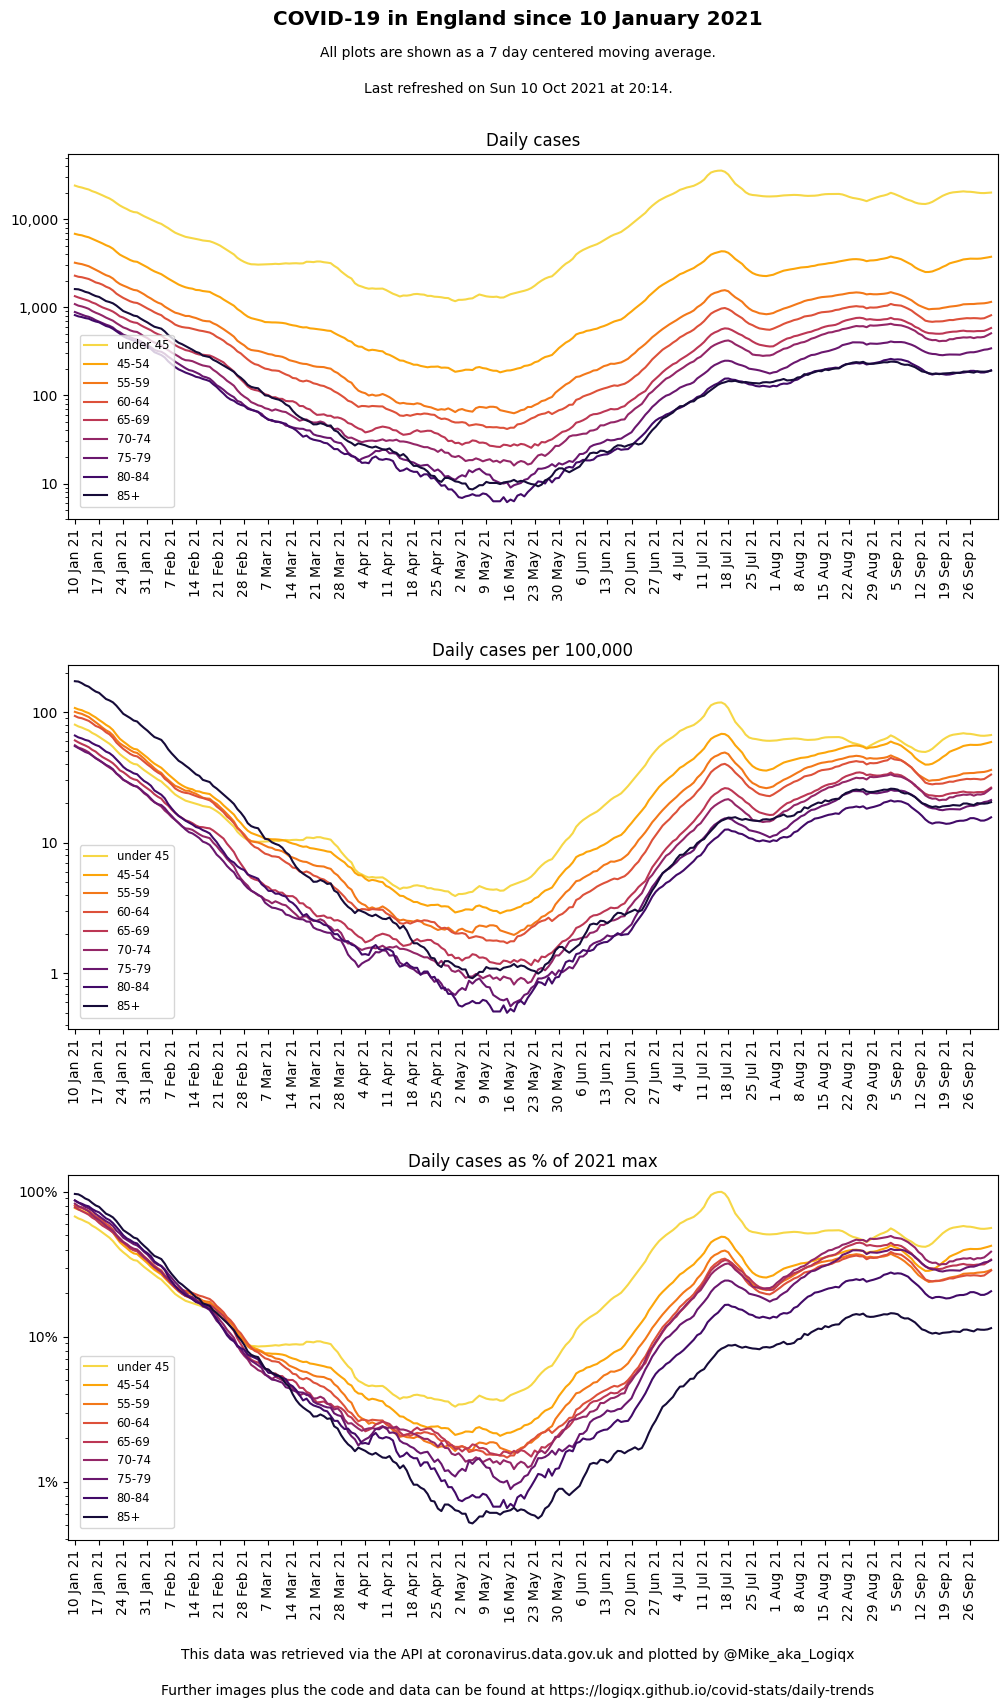 COVID-19 in England since 10 January 2021
All plots are shown as a 7 day centered moving average.
Last refreshed on Sun 10 Oct 2021 at 20:14.
Daily cases
10,000
1,000
100
10
under 45
45-54
55-59
60-64
65-69
70-74
75-79
80-84
85+
10 Jan 21
17 Jan 21
24 Jan 21
31 Jan 21
7 Feb 21
14 Feb 21
21 Feb 21
28 Feb 21
7 Mar 21
14 Mar 21
21 Mar 21
28 Mar 21
4 Apr 21
11 Apr 21
18 Apr 21
25 Apr 21
2 May 21
9 May 21
16 May 21
23 May 21
30 May 21
6 Jun 21
13 Jun 21
20 Jun 21
27 Jun 21
4 Jul 21
11 Jul 21
18 Jul 21
25 Jul 21
1 Aug 21
8 Aug 21
15 Aug 21
22 Aug 21
29 Aug 21
5 Sep 21
12 Sep 21
19 Sep 21
26 Sep 21
Daily cases per 100,000
100
10
1
under 45
45-54
55-59
60-64
65-69
70-74
75-79
80-84
85+
10 Jan 21
17 Jan 21
24 Jan 21
31 Jan 21
7 Feb 21
14 Feb 21
21 Feb 21
28 Feb 21
7 Mar 21
14 Mar 21
21 Mar 21
28 Mar 21
4 Apr 21
11 Apr 21
18 Apr 21
25 Apr 21
2 May 21
9 May 21
16 May 21
23 May 21
30 May 21
6 Jun 21
13 Jun 21
20 Jun 21
27 Jun 21
4 Jul 21
11 Jul 21
18 Jul 21
25 Jul 21
1 Aug 21
8 Aug 21
15 Aug 21
22 Aug 21
29 Aug 21
5 Sep 21
12 Sep 21
19 Sep 21
26 Sep 21
Daily cases as % of 2021 max
100%
10%
1%
under 45
45-54
55-59
60-64
65-69
70-74
75-79
80-84
85+
10 Jan 21
17 Jan 21
24 Jan 21
31 Jan 21
7 Feb 21
14 Feb 21
21 Feb 21
28 Feb 21
7 Mar 21
14 Mar 21
21 Mar 21
28 Mar 21
4 Apr 21
11 Apr 21
18 Apr 21
25 Apr 21
2 May 21
9 May 21
16 May 21
23 May 21
30 May 21
6 Jun 21
13 Jun 21
20 Jun 21
27 Jun 21
4 Jul 21
11 Jul 21
18 Jul 21
25 Jul 21
1 Aug 21
8 Aug 21
15 Aug 21
22 Aug 21
29 Aug 21
5 Sep 21
12 Sep 21
19 Sep 21
26 Sep 21
This data was retrieved via the API at coronavirus.data.gov.uk and plotted by @Mike_aka_Logiqx
Further images plus the code and data can be found at https://logiqx.github.io/covid-stats/daily-trends